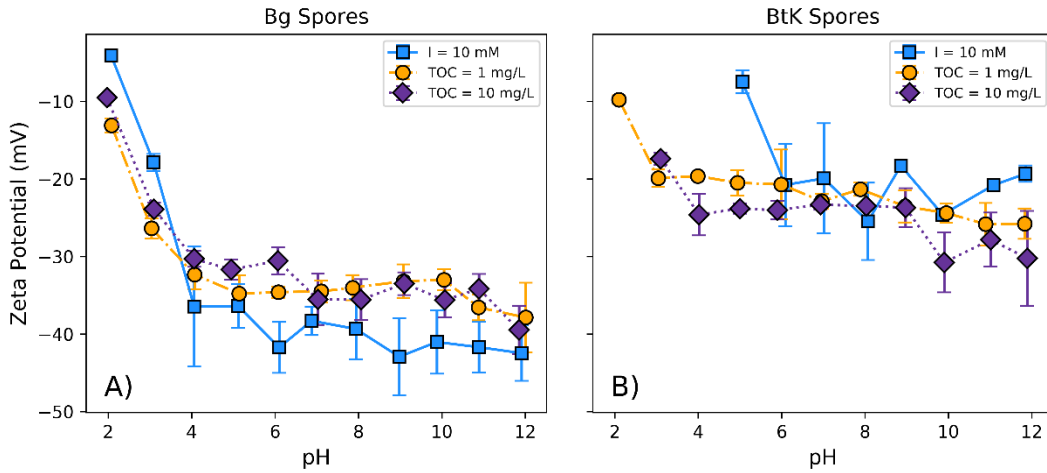 Bg Spores
BtK Spores
Zeta Potential (mV)
−10
−20
−30
−40
−50
I = 10 mM
TOC = 1 mg/L
TOC = 10 mg/L
A)
2 4 6 8 10 12
pH
I = 10 mM
TOC = 1 mg/L
TOC = 10 mg/L
B)
2 4 6 8 10 12
pH